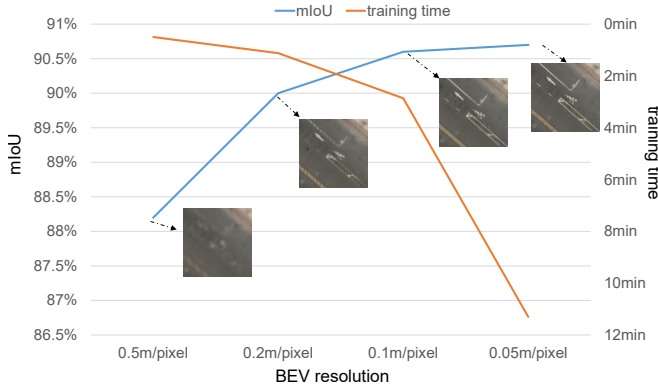 mIoU training time
91%
90.5%
90%
89.5%
89%
88.5%
88%
87.5%
87%
86.5%
mIoU
0min
2min
4min
6min
8min
10min
12min
training time
0.5m/pixel 0.2m/pixel 0.1m/pixel 0.05m/pixel
BEV resolution